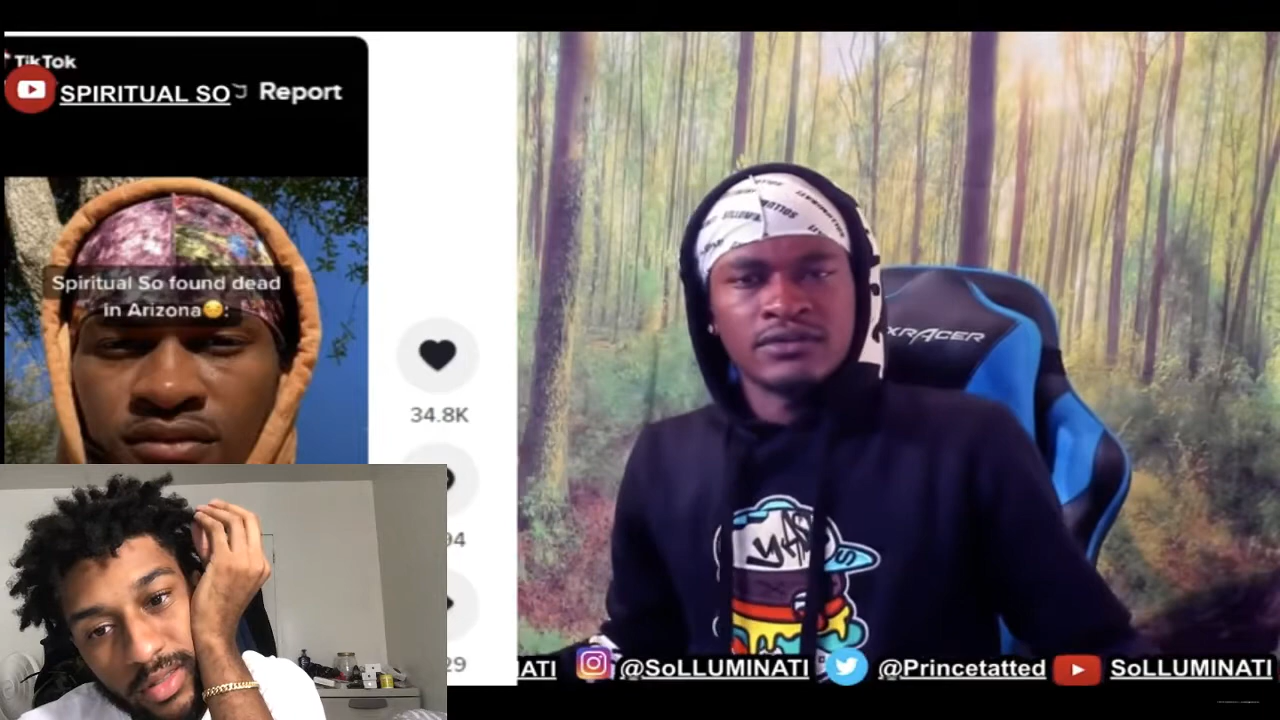 TikTok
SPIRITUAL SO
Report
Spiritual So found dead
in Arizona😔:
34.8K
94
29
XRACER
YAS
ATI
@SoLLUMINATI
@Princetatted
SoLLUMINATI